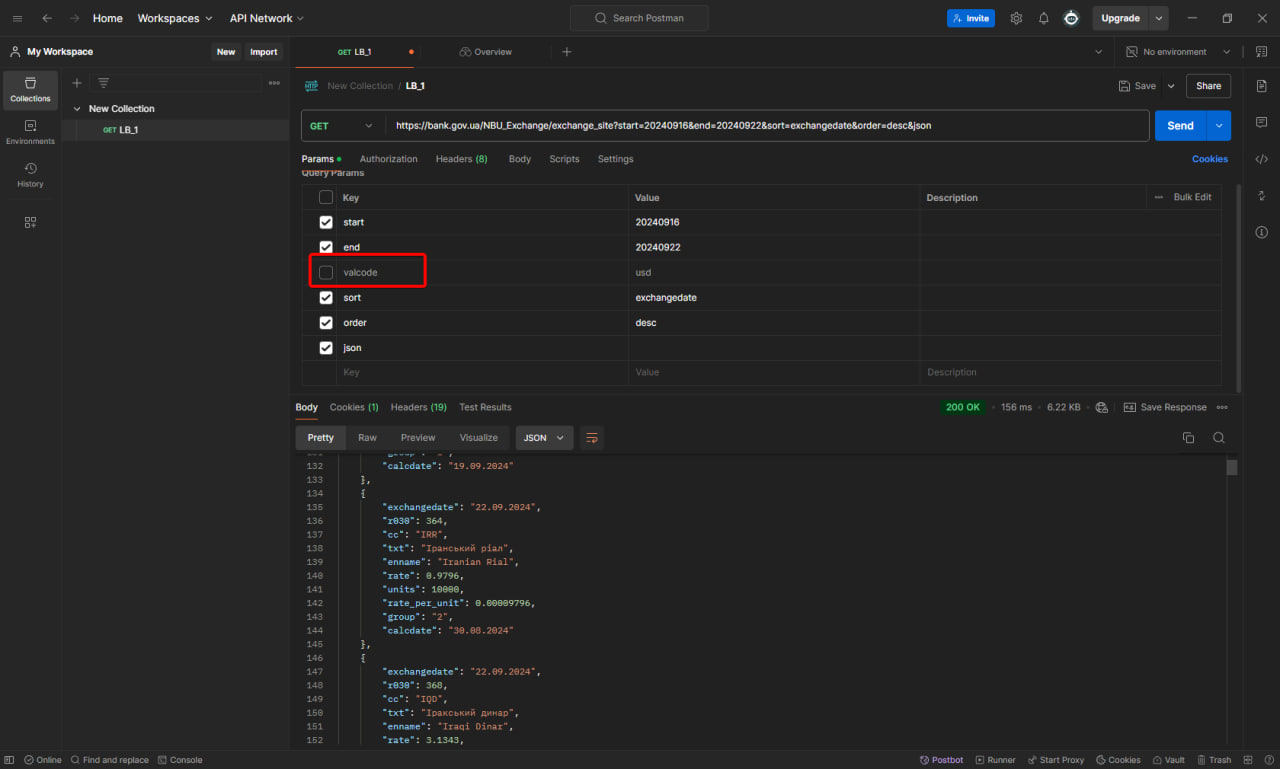 Home Workspaces API Network Search Postman Invite Upgrade
My Workspace New Import GET LB_1 Overview No environment
Collections
Environments
History
New Collection
GET LB_1
New Collection / LB_1 Save Share
GET https://bank.gov.ua/NBU_Exchange/exchange_site?start=20240916&end=20240922&sort=exchangedate&order=desc&json Send
Params Authorization Headers (8) Body Scripts Settings Cookies
Query Params
Key Value Description Bulk Edit
start 20240916
end 20240922
valcode usd
sort exchangedate
order desc
json
Key Value Description
Body Cookies (1) Headers (19) Test Results 200 OK 156 ms 6.22 KB Save Response
Pretty Raw Preview Visualize JSON
132 "calcdate": "19.09.2024"
133 },
134 {
135 "exchangedate": "22.09.2024",
136 "r030": 364,
137 "cc": "IRR",
138 "txt": "Іранський ріал",
139 "enname": "Iranian Rial",
140 "rate": 0.9796,
141 "units": 10000,
142 "rate_per_unit": 0.00009796,
143 "group": "2",
144 "calcdate": "30.08.2024"
145 },
146 {
147 "exchangedate": "22.09.2024",
148 "r030": 368,
149 "cc": "IQD",
150 "txt": "Іракський динар",
151 "enname": "Iraqi Dinar",
152 "rate": 3.1343,
Online Find and replace Console Postbot Runner Start Proxy Cookies Vault Trash